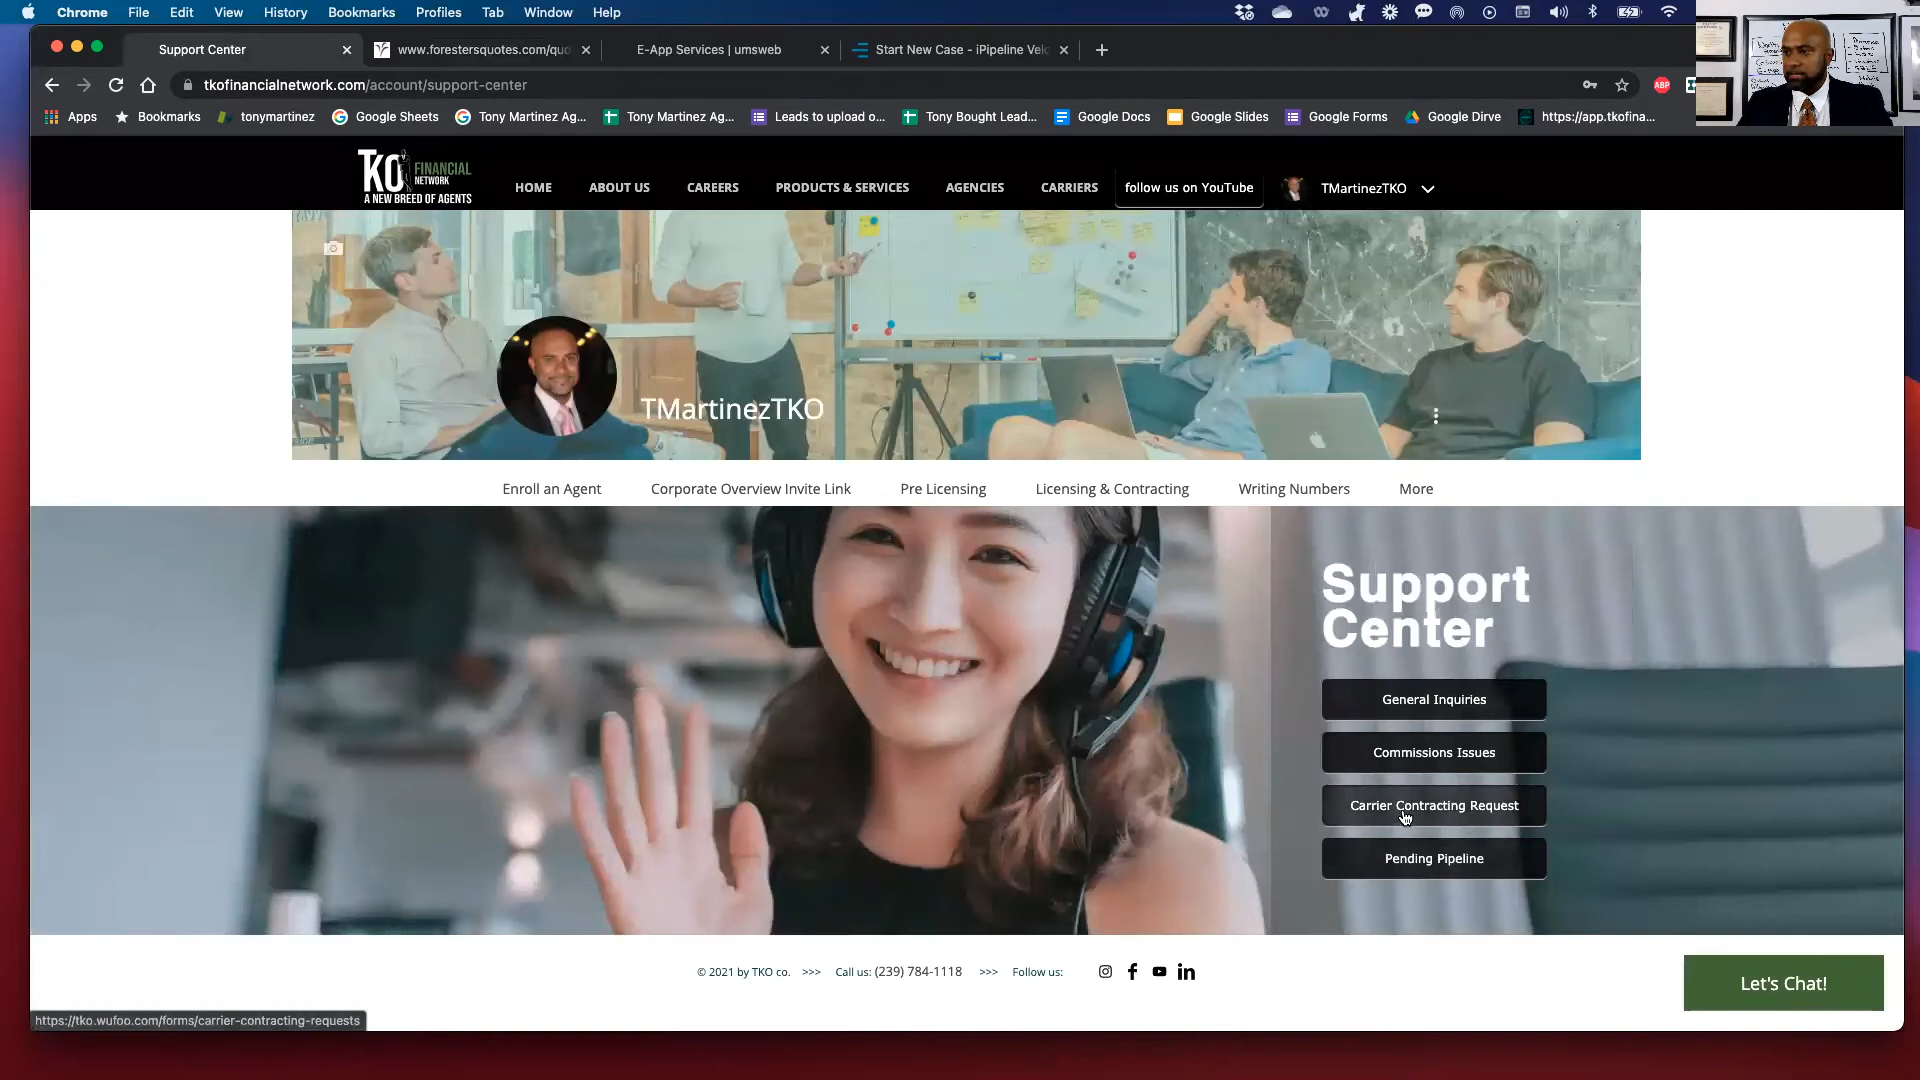 Chrome File Edit View History Bookmarks Profiles Tab Window Help
Support Center
www.forestersquotes.com/quo
E-App Services | umsweb
Start New Case - iPipeline Velo
tkofinancialnetwork.com/account/support-center
ABP
Apps
Bookmarks
tonymartinez
Google Sheets
Tony Martinez Ag...
Tony Martinez Ag...
Leads to upload o...
Tony Bought Lead...
Google Docs
Google Slides
Google Forms
Google Dirve
https://app.tkofina...
TKO FINANCIAL
NETWORK
A NEW BREED OF AGENTS
HOME
ABOUT US
CAREERS
PRODUCTS & SERVICES
AGENCIES
CARRIERS
follow us on YouTube
TMartinezTKO
TMartinezTKO
Enroll an Agent
Corporate Overview Invite Link
Pre Licensing
Licensing & Contracting
Writing Numbers
More
Support
Center
General Inquiries
Commissions Issues
Carrier Contracting Request
Pending Pipeline
© 2021 by TKO co. >>> Call us: (239) 784-1118 >>> Follow us:
Let's Chat!
https://tko.wufoo.com/forms/carrier-contracting-requests